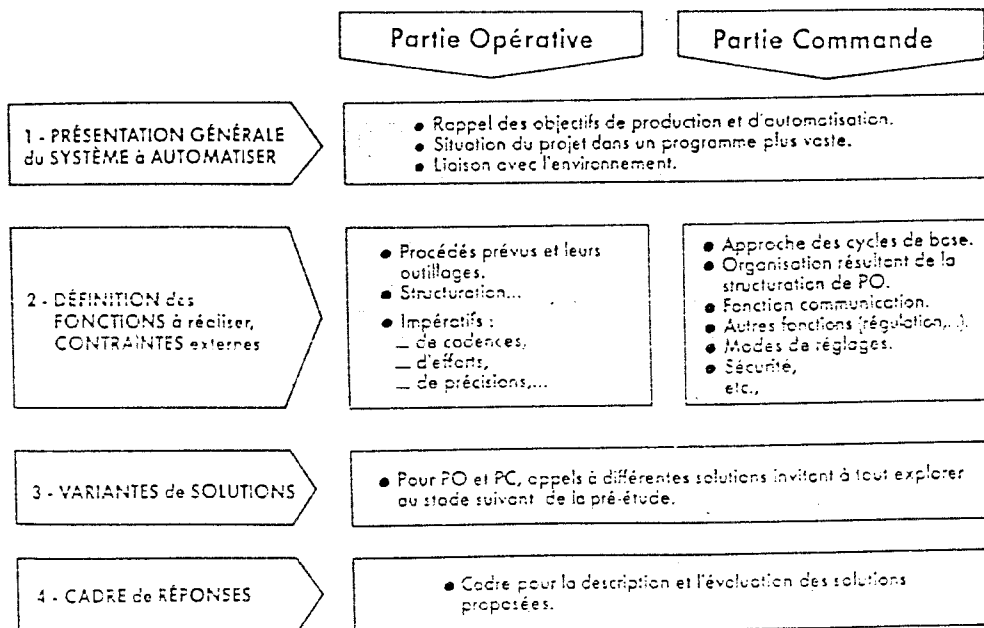 Partie Opérative
Partie Commande
1 - PRÉSENTATION GÉNÉRALE
du SYSTÈME à AUTOMATISER
● Rappel des objectifs de production et d'automatisation.
● Situation du projet dans un programme plus vaste.
● Liaison avec l'environnement.
2 - DÉFINITION des
FONCTIONS à réaliser,
CONTRAINTES externes
● Procédés prévus et leurs
outillages.
● Structuration...
● Impératifs :
— de cadences,
— d'efforts,
— de précisions,...
● Approche des cycles de base.
● Organisation résultant de la
structuration de PO.
● Fonction communication.
● Autres fonctions (régulation,...).
● Modes de réglages.
● Sécurité,
etc.,
3 - VARIANTES de SOLUTIONS
● Pour PO et PC, appels à différentes solutions invitant à tout explorer
au stade suivant de la pré-étude.
4 - CADRE de RÉPONSES
● Cadre pour la description et l'évaluation des solutions
proposées.